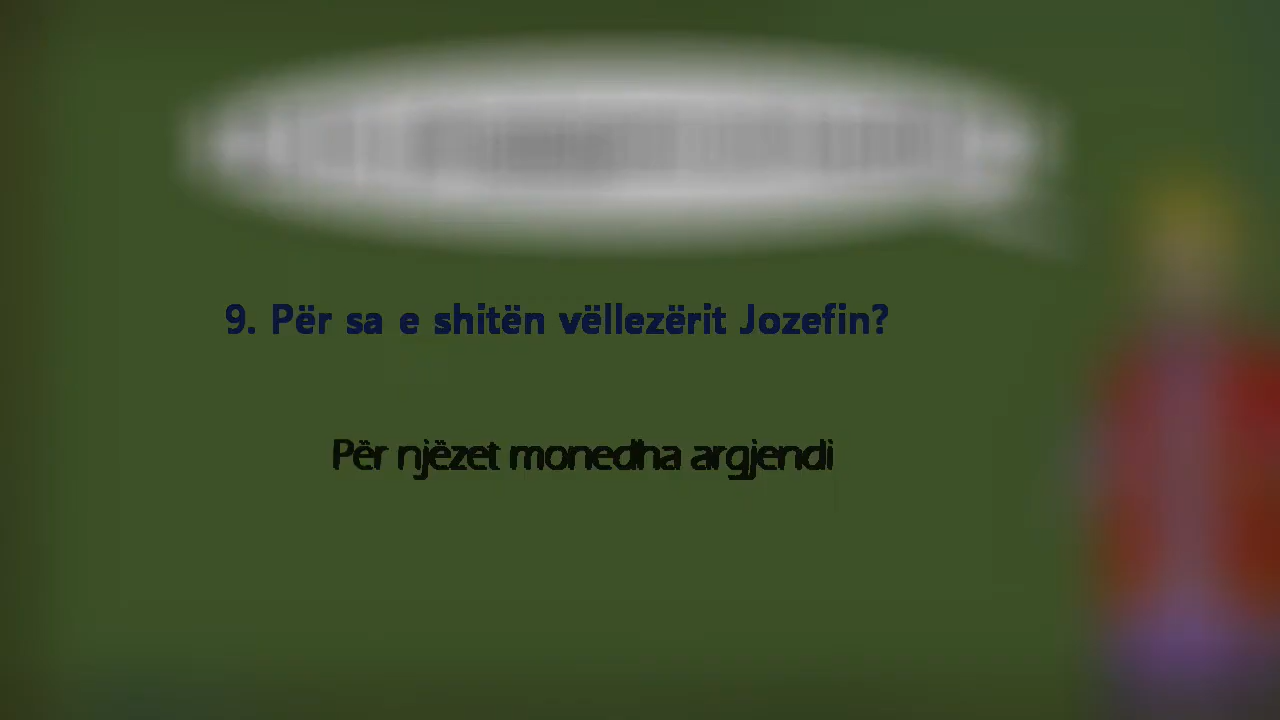 9. Për sa e shitën vëllezërit Jozefin?
Për njëzet monedha argjendi